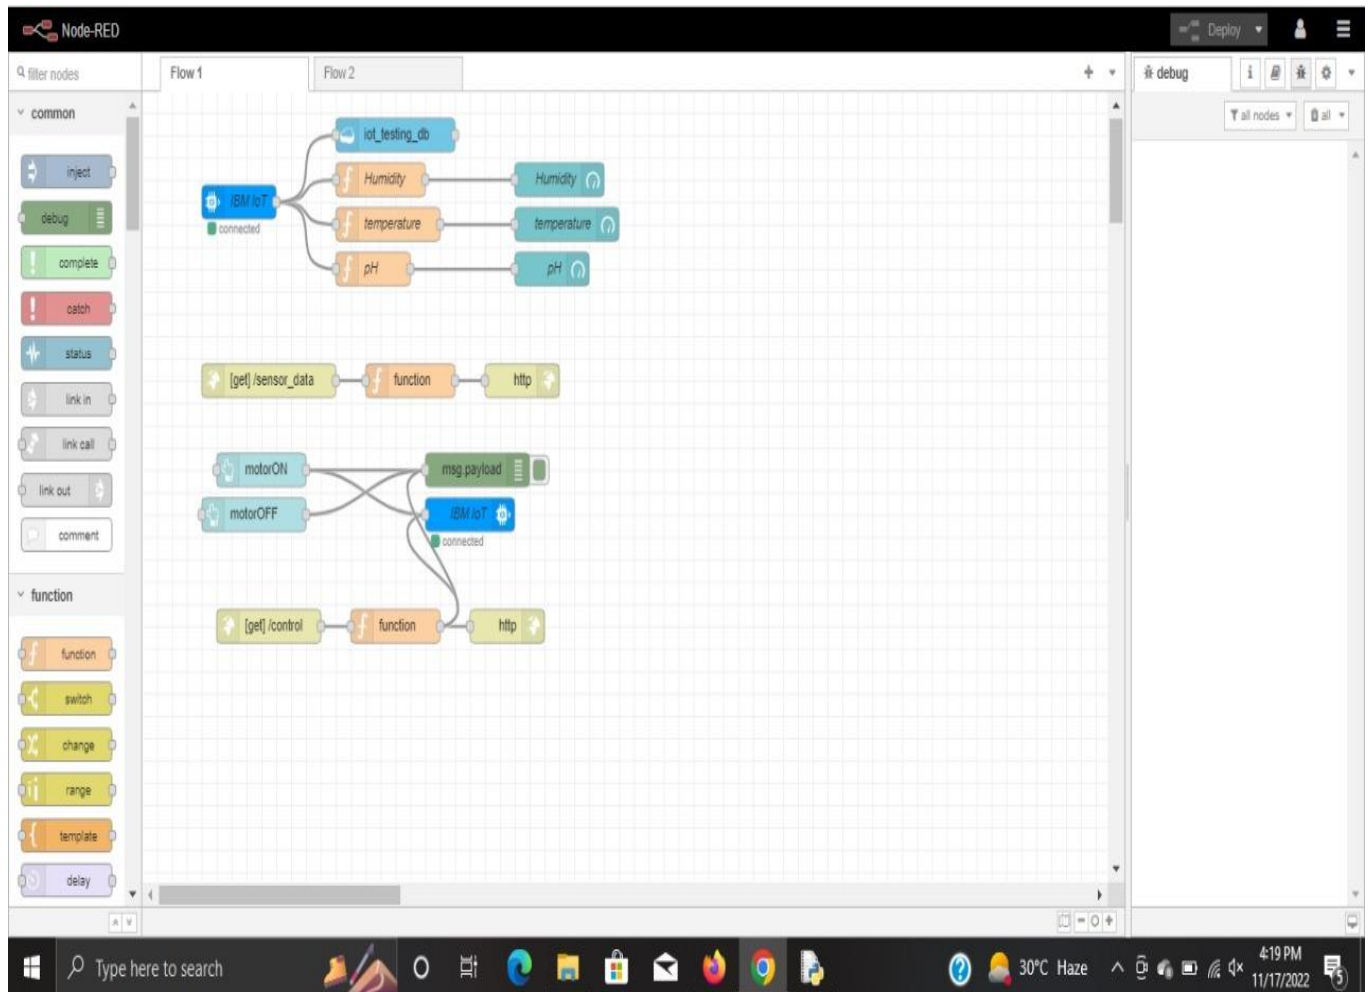 Node-RED
Deploy
filter nodes
Flow 1
Flow 2
debug
all nodes
all
common
inject
debug
complete
catch
status
link in
link call
link out
comment
function
function
switch
change
range
template
delay
IBM IoT
connected
iot_testing_db
Humidity
Humidity
temperature
temperature
pH
pH
[get] /sensor_data
function
http
motorON
msg.payload
motorOFF
IBM IoT
connected
[get] /control
function
http
Type here to search
30°C Haze
4:19 PM
11/17/2022
5